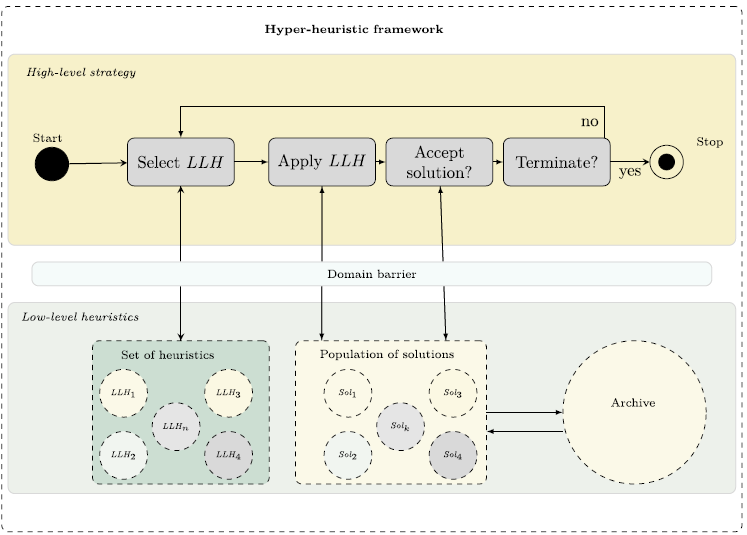 Hyper-heuristic framework
High-level strategy
no
Start
Stop
Select LLH
Apply LLH
Accept
solution?
Terminate?
yes
Domain barrier
Low-level heuristics
Set of heuristics
Population of solutions
LLH₁
LLH₃
LLHₙ
LLH₂
LLH₄
Sol₁
Sol₃
Solₖ
Sol₂
Sol₄
Archive